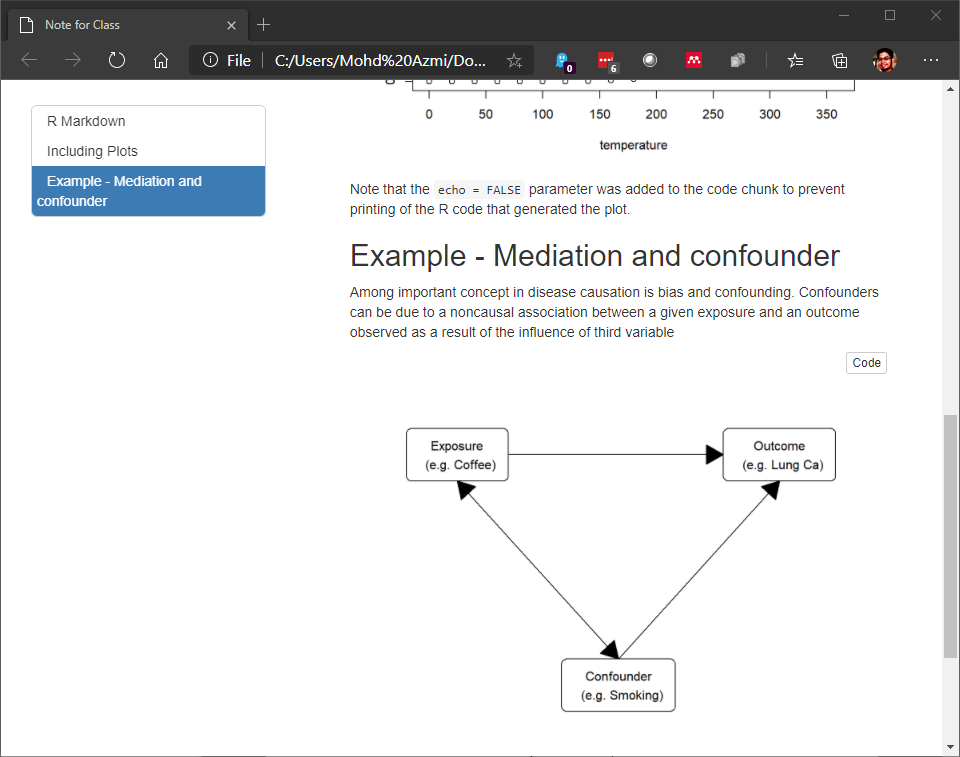 Note for Class
File
C:/Users/Mohd%20Azmi/Do...
0
6
R Markdown
Including Plots
Example - Mediation and
confounder
0 50 100 150 200 250 300 350
temperature
Note that the echo = FALSE parameter was added to the code chunk to prevent
printing of the R code that generated the plot.
Example - Mediation and confounder
Among important concept in disease causation is bias and confounding. Confounders
can be due to a noncausal association between a given exposure and an outcome
observed as a result of the influence of third variable
Code
Exposure
(e.g. Coffee)
Outcome
(e.g. Lung Ca)
Confounder
(e.g. Smoking)